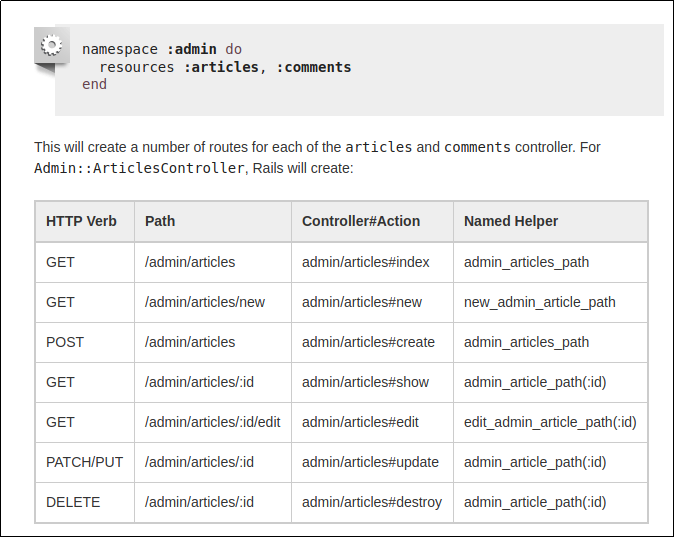 namespace :admin do
  resources :articles, :comments
end
This will create a number of routes for each of the articles and comments controller. For
Admin::ArticlesController, Rails will create:
HTTP Verb Path Controller#Action Named Helper
GET /admin/articles admin/articles#index admin_articles_path
GET /admin/articles/new admin/articles#new new_admin_article_path
POST /admin/articles admin/articles#create admin_articles_path
GET /admin/articles/:id admin/articles#show admin_article_path(:id)
GET /admin/articles/:id/edit admin/articles#edit edit_admin_article_path(:id)
PATCH/PUT /admin/articles/:id admin/articles#update admin_article_path(:id)
DELETE /admin/articles/:id admin/articles#destroy admin_article_path(:id)